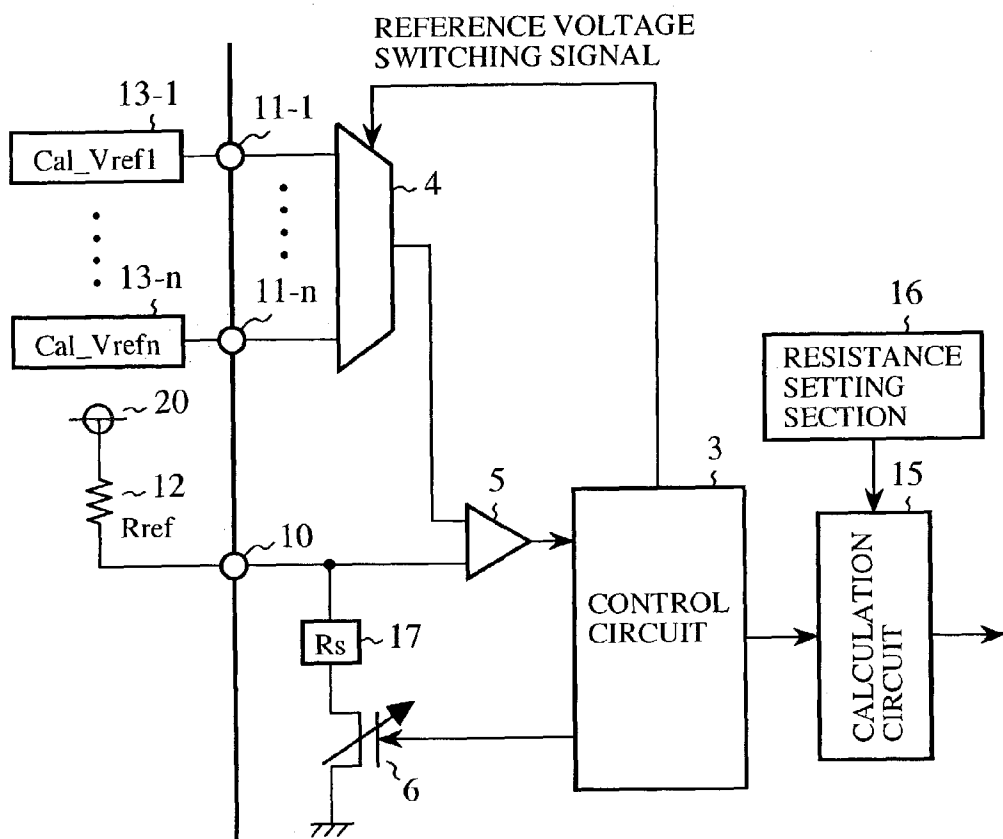 REFERENCE VOLTAGE
SWITCHING SIGNAL
13-1
11-1
Cal_Vref1
4
13-n
11-n
Cal_Vrefn
16
RESISTANCE
SETTING
SECTION
20
12
Rref
5
3
15
10
CONTROL
CIRCUIT
CALCULATION
CIRCUIT
Rs
17
6